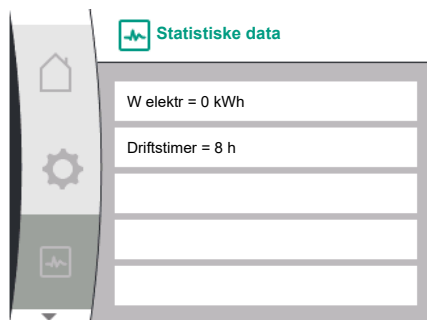 Statistiske data
W elektr = 0 kWh
Driftstimer = 8 h